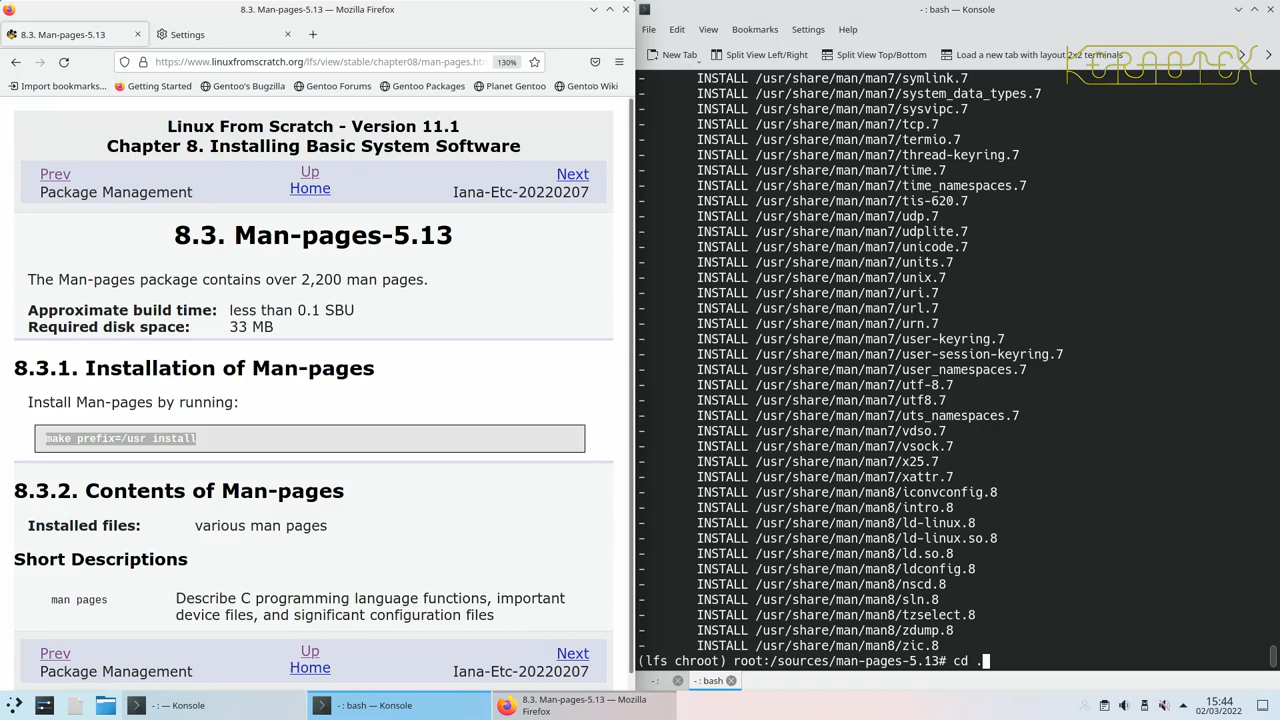 8.3. Man-pages-5.13 — Mozilla Firefox
8.3. Man-pages-5.13
Settings
https://www.linuxfromscratch.org/lfs/view/stable/chapter08/man-pages.htm
130%
Import bookmarks...
Getting Started
Gentoo's Bugzilla
Gentoo Forums
Gentoo Packages
Planet Gentoo
Gentoo Wiki
Linux From Scratch - Version 11.1
Chapter 8. Installing Basic System Software
Prev
Up
Next
Package Management
Home
Iana-Etc-20220207
8.3. Man-pages-5.13
The Man-pages package contains over 2,200 man pages.
Approximate build time: less than 0.1 SBU
Required disk space: 33 MB
8.3.1. Installation of Man-pages
Install Man-pages by running:
make prefix=/usr install
8.3.2. Contents of Man-pages
Installed files: various man pages
Short Descriptions
man pages
Describe C programming language functions, important
device files, and significant configuration files
Prev
Up
Next
Package Management
Home
Iana-Etc-20220207
- : bash — Konsole
File Edit View Bookmarks Settings Help
New Tab
Split View Left/Right
Split View Top/Bottom
Load a new tab with layout 2x2 terminals
KERNOTEX
- INSTALL /usr/share/man/man7/symlink.7
- INSTALL /usr/share/man/man7/system_data_types.7
- INSTALL /usr/share/man/man7/sysvipc.7
- INSTALL /usr/share/man/man7/tcp.7
- INSTALL /usr/share/man/man7/termio.7
- INSTALL /usr/share/man/man7/thread-keyring.7
- INSTALL /usr/share/man/man7/time.7
- INSTALL /usr/share/man/man7/time_namespaces.7
- INSTALL /usr/share/man/man7/tis-620.7
- INSTALL /usr/share/man/man7/udp.7
- INSTALL /usr/share/man/man7/udplite.7
- INSTALL /usr/share/man/man7/unicode.7
- INSTALL /usr/share/man/man7/units.7
- INSTALL /usr/share/man/man7/unix.7
- INSTALL /usr/share/man/man7/uri.7
- INSTALL /usr/share/man/man7/url.7
- INSTALL /usr/share/man/man7/urn.7
- INSTALL /usr/share/man/man7/user-keyring.7
- INSTALL /usr/share/man/man7/user-session-keyring.7
- INSTALL /usr/share/man/man7/user_namespaces.7
- INSTALL /usr/share/man/man7/utf-8.7
- INSTALL /usr/share/man/man7/utf8.7
- INSTALL /usr/share/man/man7/uts_namespaces.7
- INSTALL /usr/share/man/man7/vdso.7
- INSTALL /usr/share/man/man7/vsock.7
- INSTALL /usr/share/man/man7/x25.7
- INSTALL /usr/share/man/man7/xattr.7
- INSTALL /usr/share/man/man8/iconvconfig.8
- INSTALL /usr/share/man/man8/intro.8
- INSTALL /usr/share/man/man8/ld-linux.8
- INSTALL /usr/share/man/man8/ld-linux.so.8
- INSTALL /usr/share/man/man8/ld.so.8
- INSTALL /usr/share/man/man8/ldconfig.8
- INSTALL /usr/share/man/man8/nscd.8
- INSTALL /usr/share/man/man8/sln.8
- INSTALL /usr/share/man/man8/tzselect.8
- INSTALL /usr/share/man/man8/zdump.8
- INSTALL /usr/share/man/man8/zic.8
(lfs chroot) root:/sources/man-pages-5.13# cd .
- :
- : bash
- : — Konsole
- : bash — Konsole
8.3. Man-pages-5.13 — Mozilla
Firefox
15:44
02/03/2022